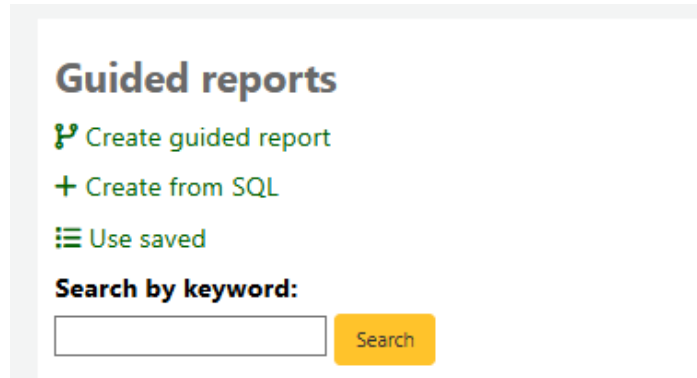 Guided reports
Create guided report
+ Create from SQL
Use saved
Search by keyword:
Search